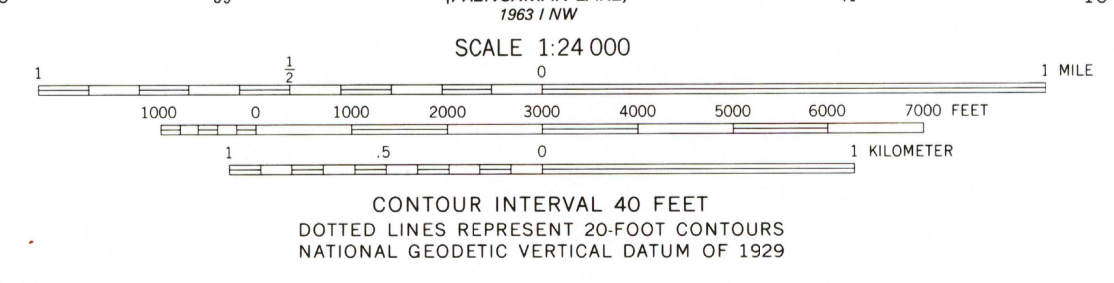 1963 I NW
SCALE 1:24 000
1 1/2 0 1 MILE
1000 0 1000 2000 3000 4000 5000 6000 7000 FEET
1 .5 0 1 KILOMETER
CONTOUR INTERVAL 40 FEET
DOTTED LINES REPRESENT 20-FOOT CONTOURS
NATIONAL GEODETIC VERTICAL DATUM OF 1929